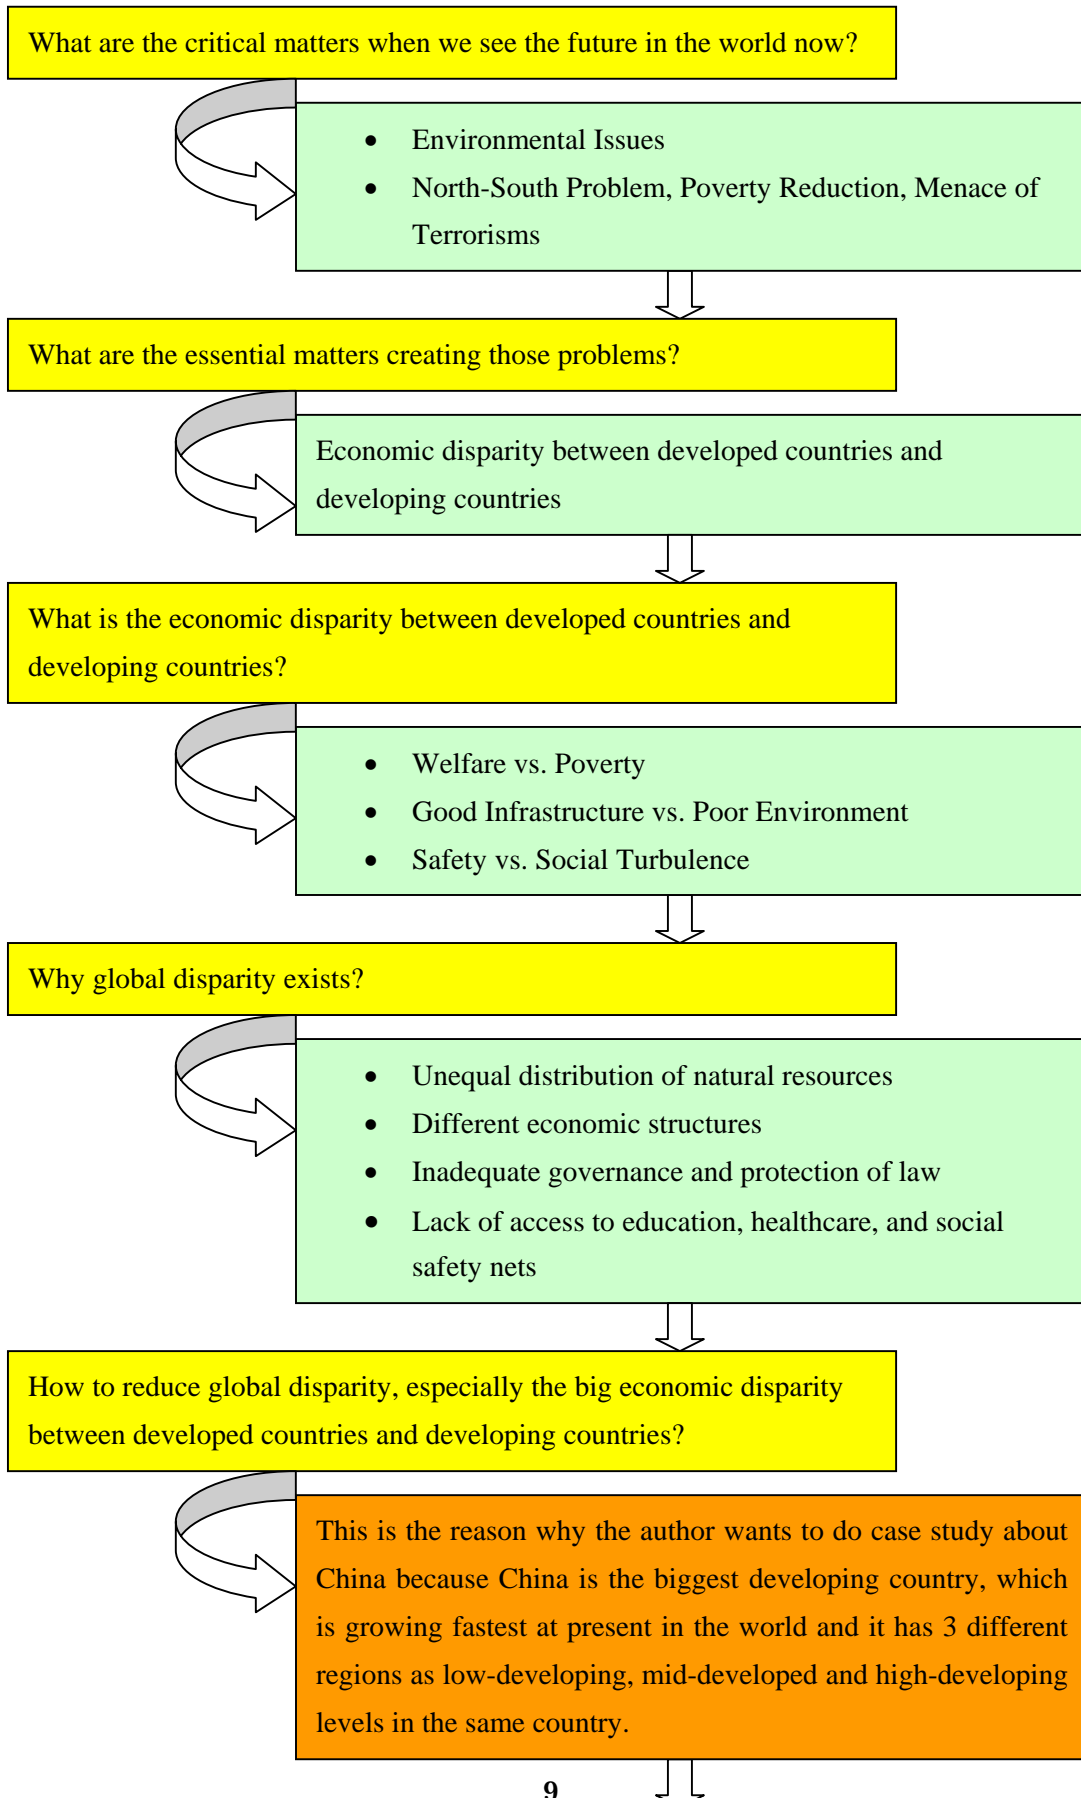 What are the critical matters when we see the future in the world now?
• Environmental Issues
• North-South Problem, Poverty Reduction, Menace of
Terrorisms
What are the essential matters creating those problems?
Economic disparity between developed countries and
developing countries
What is the economic disparity between developed countries and
developing countries?
• Welfare vs. Poverty
• Good Infrastructure vs. Poor Environment
• Safety vs. Social Turbulence
Why global disparity exists?
• Unequal distribution of natural resources
• Different economic structures
• Inadequate governance and protection of law
• Lack of access to education, healthcare, and social
safety nets
How to reduce global disparity, especially the big economic disparity
between developed countries and developing countries?
This is the reason why the author wants to do case study about
China because China is the biggest developing country, which
is growing fastest at present in the world and it has 3 different
regions as low-developing, mid-developed and high-developing
levels in the same country.
9